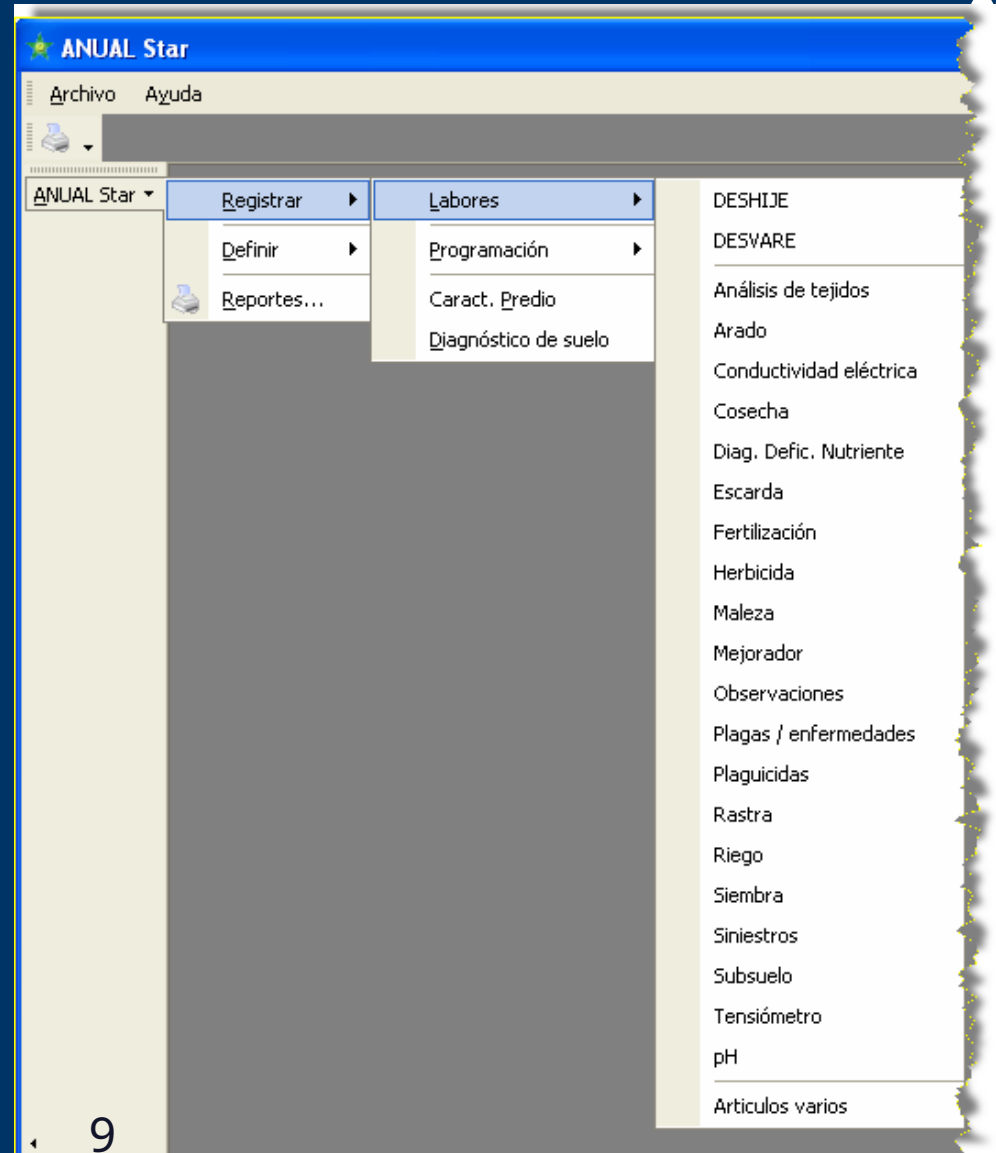 ANUAL Star
Archivo Ayuda
ANUAL Star
Registrar
Definir
Reportes...
Labores
Programación
Caract. Predio
Diagnóstico de suelo
DESHIJE
DESVARE
Análisis de tejidos
Arado
Conductividad eléctrica
Cosecha
Diag. Defic. Nutriente
Escarda
Fertilización
Herbicida
Maleza
Mejorador
Observaciones
Plagas / enfermedades
Plaguicidas
Rastra
Riego
Siembra
Siniestros
Subsuelo
Tensiómetro
pH
Articulos varios
9